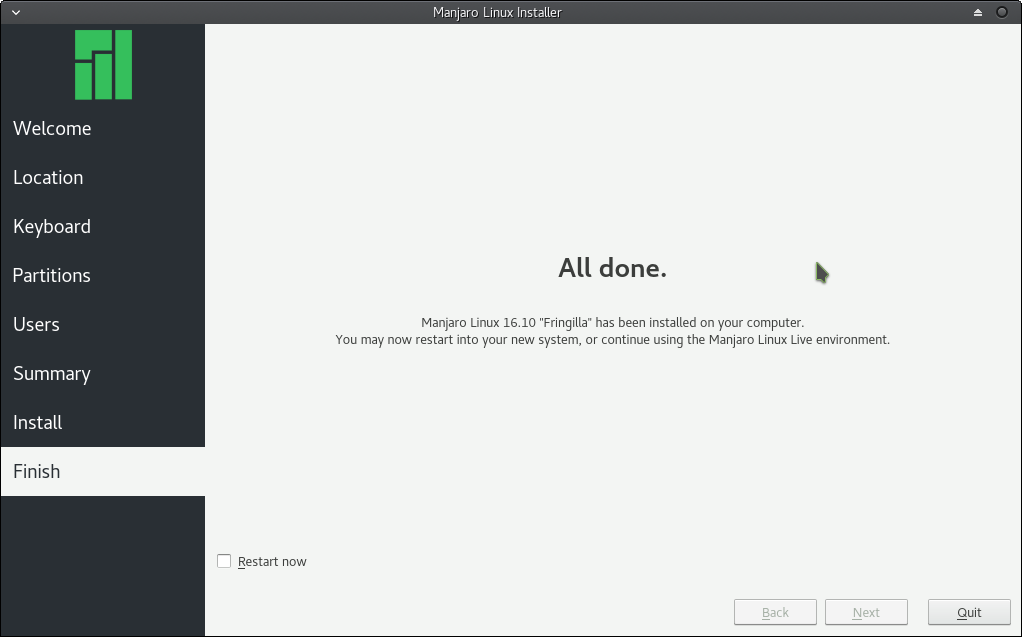 Manjaro Linux Installer
Welcome
Location
Keyboard
Partitions
Users
Summary
Install
Finish
All done.
Manjaro Linux 16.10 "Fringilla" has been installed on your computer.
You may now restart into your new system, or continue using the Manjaro Linux Live environment.
Restart now
Back Next Quit